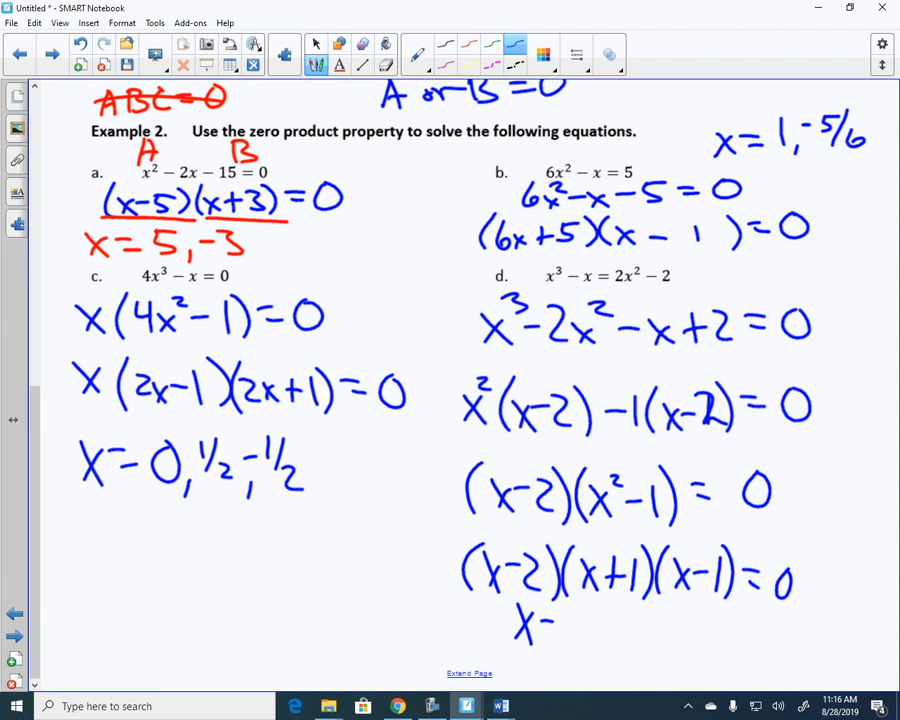 Untitled * - SMART Notebook
File Edit View Insert Format Tools Add-ons Help
ABC = 0
A or B = 0
Example 2. Use the zero product property to solve the following equations.
x = 1, -5/6
A B
a. x² − 2x − 15 = 0
(x-5)(x+3) = 0
x = 5, -3
b. 6x² − x = 5
6x² - x - 5 = 0
(6x+5)(x - 1) = 0
c. 4x³ − x = 0
x(4x² - 1) = 0
x(2x-1)(2x+1) = 0
x = 0, 1/2, -1/2
d. x³ − x = 2x² − 2
x³ - 2x² - x + 2 = 0
x²(x-2) - 1(x-2) = 0
(x-2)(x²-1) = 0
(x-2)(x+1)(x-1) = 0
x =
Extend Page
Type here to search
11:16 AM
8/28/2019
4